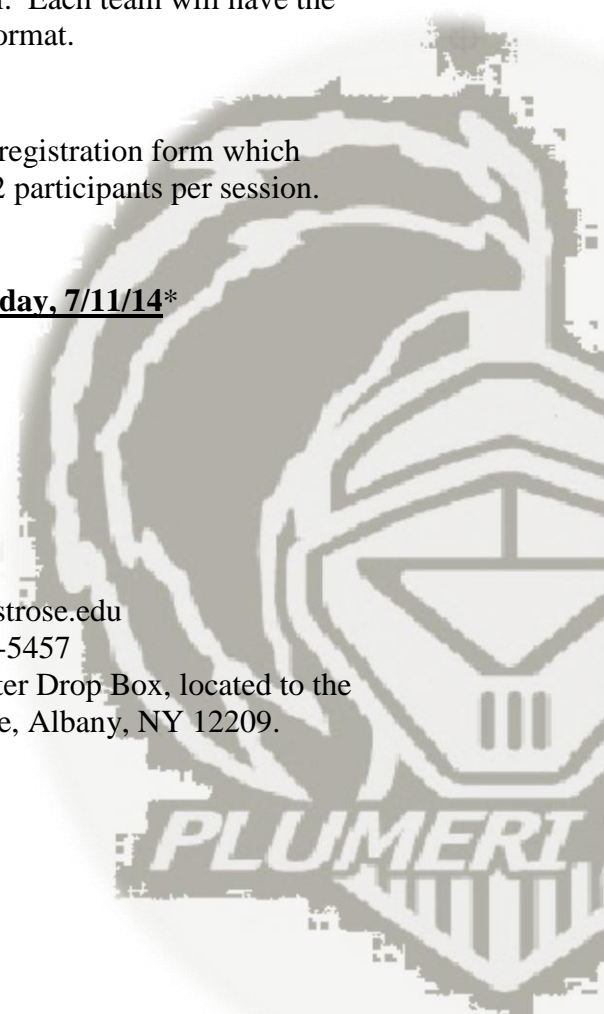 Each team will have the
ormat.
registration form which
2 participants per session.
day, 7/11/14*
strose.edu
-5457
ter Drop Box, located to the
e, Albany, NY 12209.
PLUMERI